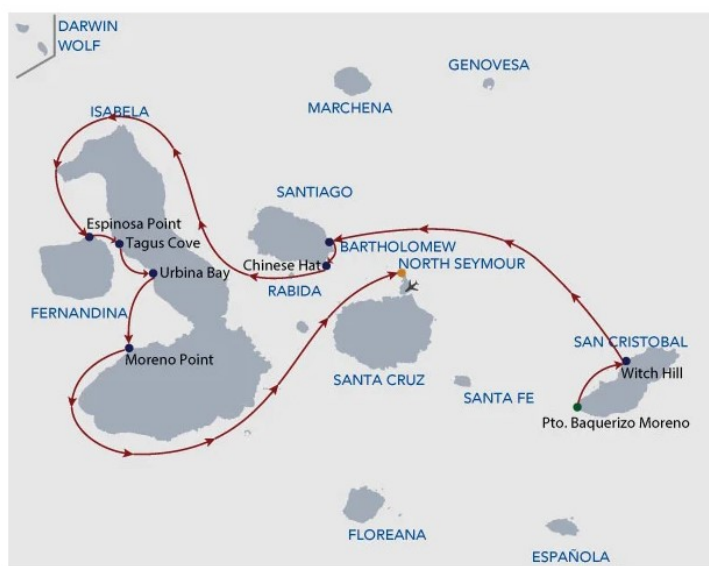 DARWIN
WOLF
GENOVESA
MARCHENA
ISABELA
SANTIAGO
Espinosa Point
Tagus Cove
BARTHOLOMEW
Chinese Hat
NORTH SEYMOUR
Urbina Bay
RABIDA
FERNANDINA
SAN CRISTOBAL
Moreno Point
Witch Hill
SANTA CRUZ
SANTA FE
Pto. Baquerizo Moreno
FLOREANA
ESPAÑOLA